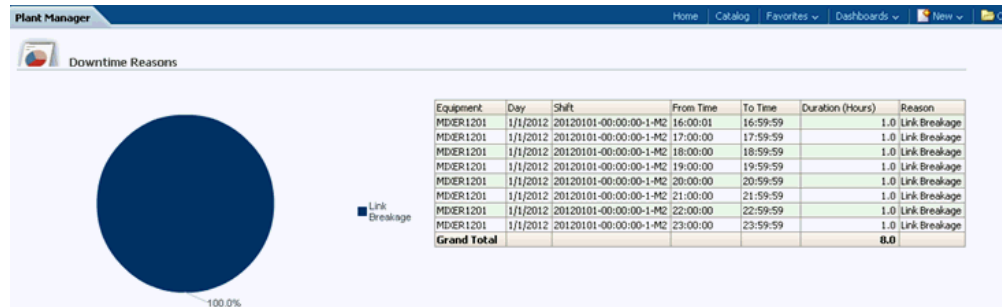 Plant Manager
Home Catalog Favorites Dashboards New
Downtime Reasons
Equipment Day Shift From Time To Time Duration (Hours) Reason
MIXER1201 1/1/2012 20120101-00:00:00-1-M2 16:00:01 16:59:59 1.0 Link Breakage
MIXER1201 1/1/2012 20120101-00:00:00-1-M2 17:00:00 17:59:59 1.0 Link Breakage
MIXER1201 1/1/2012 20120101-00:00:00-1-M2 18:00:00 18:59:59 1.0 Link Breakage
MIXER1201 1/1/2012 20120101-00:00:00-1-M2 19:00:00 19:59:59 1.0 Link Breakage
MIXER1201 1/1/2012 20120101-00:00:00-1-M2 20:00:00 20:59:59 1.0 Link Breakage
MIXER1201 1/1/2012 20120101-00:00:00-1-M2 21:00:00 21:59:59 1.0 Link Breakage
MIXER1201 1/1/2012 20120101-00:00:00-1-M2 22:00:00 22:59:59 1.0 Link Breakage
MIXER1201 1/1/2012 20120101-00:00:00-1-M2 23:00:00 23:59:59 1.0 Link Breakage
Grand Total 8.0
Link
Breakage
100.0%